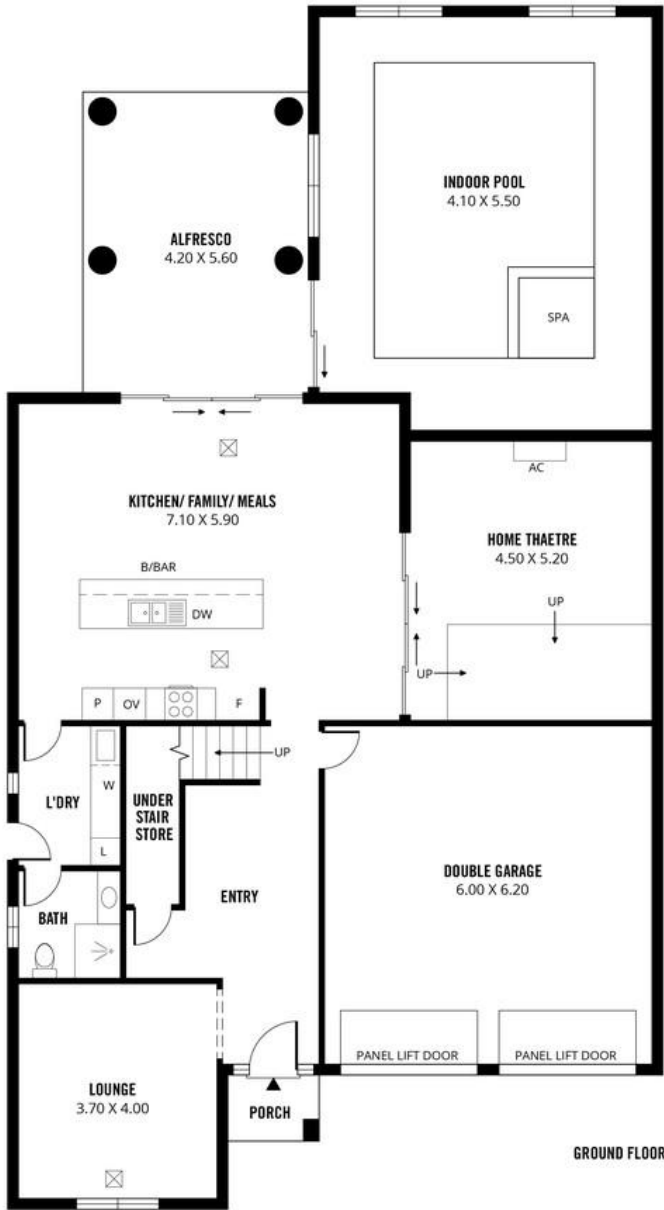 INDOOR POOL
4.10 X 5.50
SPA
ALFRESCO
4.20 X 5.60
AC
KITCHEN/ FAMILY/ MEALS
7.10 X 5.90
HOME THAETRE
4.50 X 5.20
B/BAR
DW
UP
UP
P
OV
F
UP
W
L'DRY
L
UNDER
STAIR
STORE
DOUBLE GARAGE
6.00 X 6.20
ENTRY
BATH
PANEL LIFT DOOR
PANEL LIFT DOOR
LOUNGE
3.70 X 4.00
PORCH
GROUND FLOOR